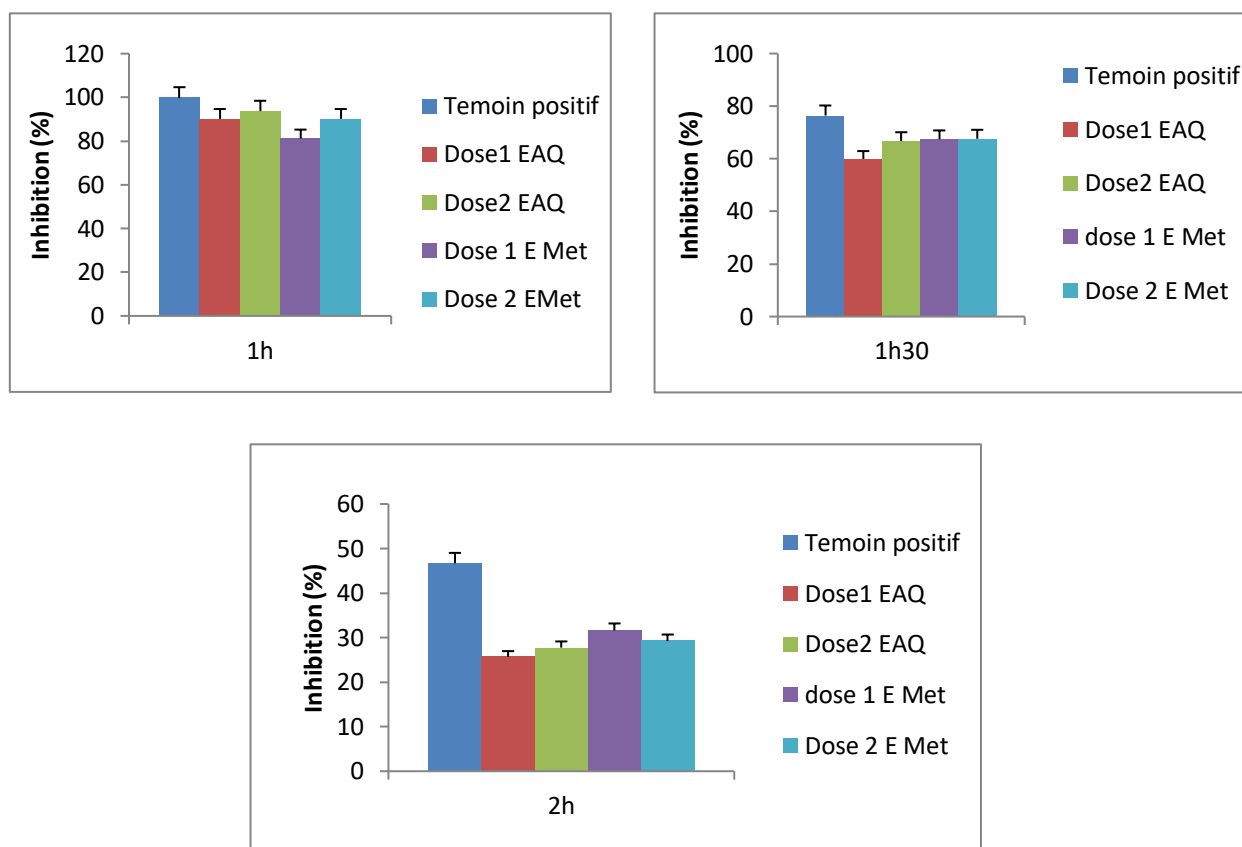 120
100
80
60
40
20
0
Inhibition (%)
1h
Temoin positif
Dose1 EAQ
Dose2 EAQ
Dose 1 E Met
Dose 2 EMet
100
80
60
40
20
0
Inhibition (%)
1h30
Temoin positif
Dose1 EAQ
Dose2 EAQ
dose 1 E Met
Dose 2 E Met
60
50
40
30
20
10
0
Inhibition (%)
2h
Temoin positif
Dose1 EAQ
Dose2 EAQ
dose 1 E Met
Dose 2 E Met